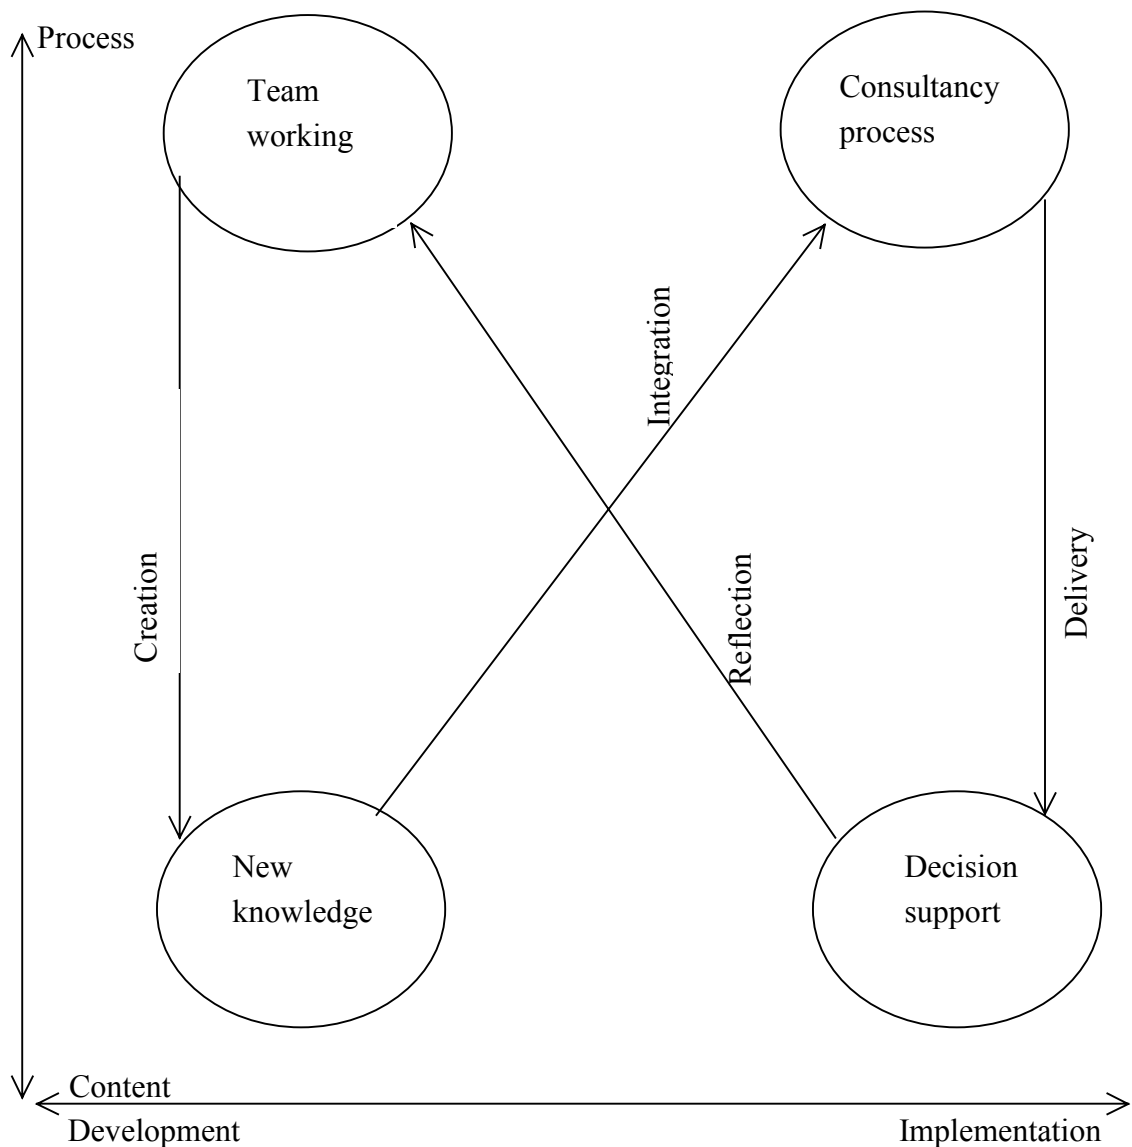 Process
Team
working
Consultancy
process
Integration
Creation
Reflection
Delivery
New
knowledge
Decision
support
Content
Development
Implementation